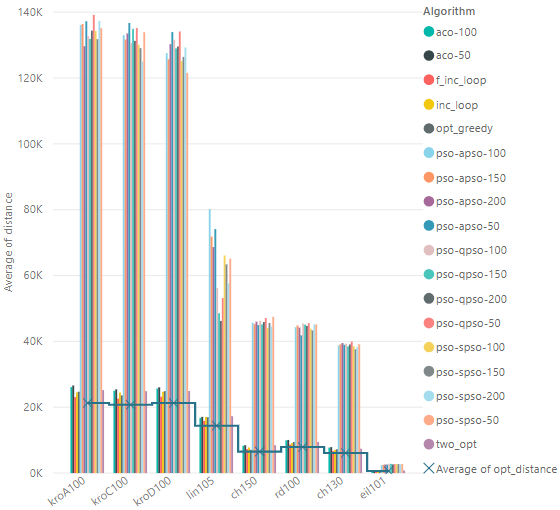 Algorithm
aco-100
aco-50
f_inc_loop
inc_loop
opt_greedy
pso-apso-100
pso-apso-150
pso-apso-200
pso-apso-50
pso-qpso-100
pso-qpso-150
pso-qpso-200
pso-qpso-50
pso-spso-100
pso-spso-150
pso-spso-200
pso-spso-50
two_opt
Average of opt_distance
Average of distance
140K
120K
100K
80K
60K
40K
20K
0K
kroA100
kroC100
kroD100
lin105
ch150
rd100
ch130
eil101